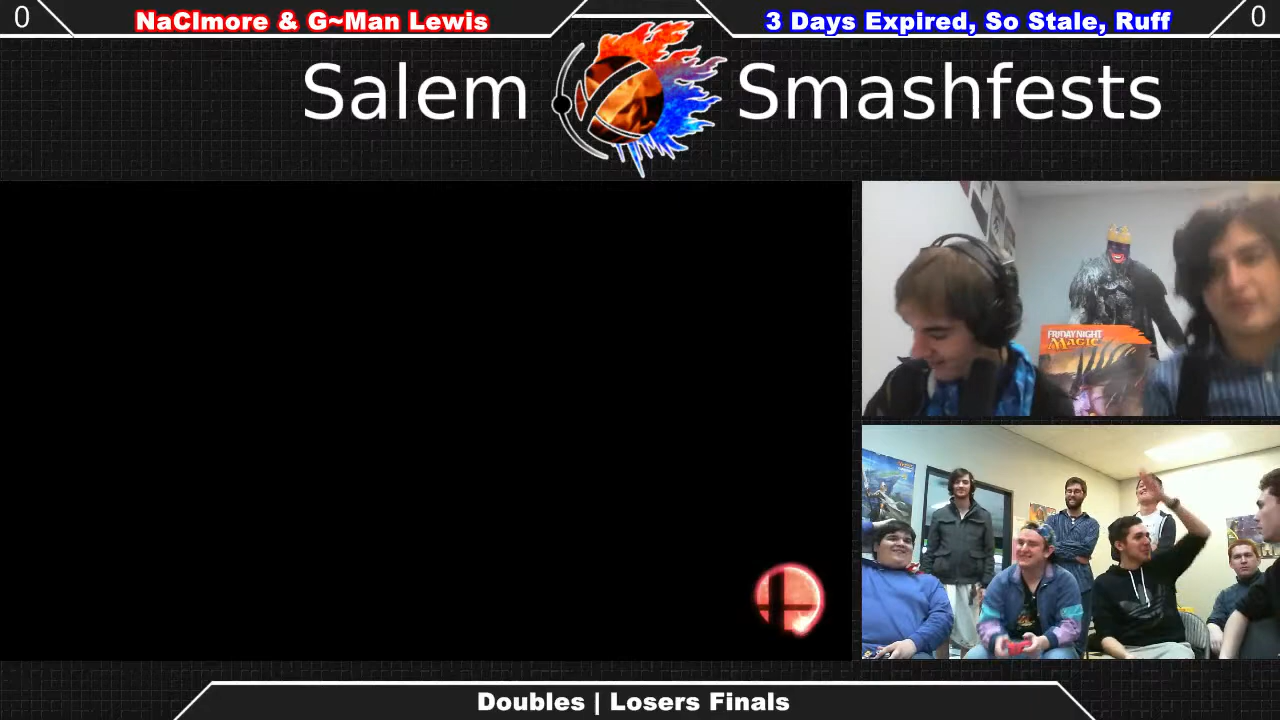 0
NaClmore & G~Man Lewis
3 Days Expired, So Stale, Ruff
0
Salem Smashfests
FRIDAY NIGHT
MAGIC
Doubles | Losers Finals